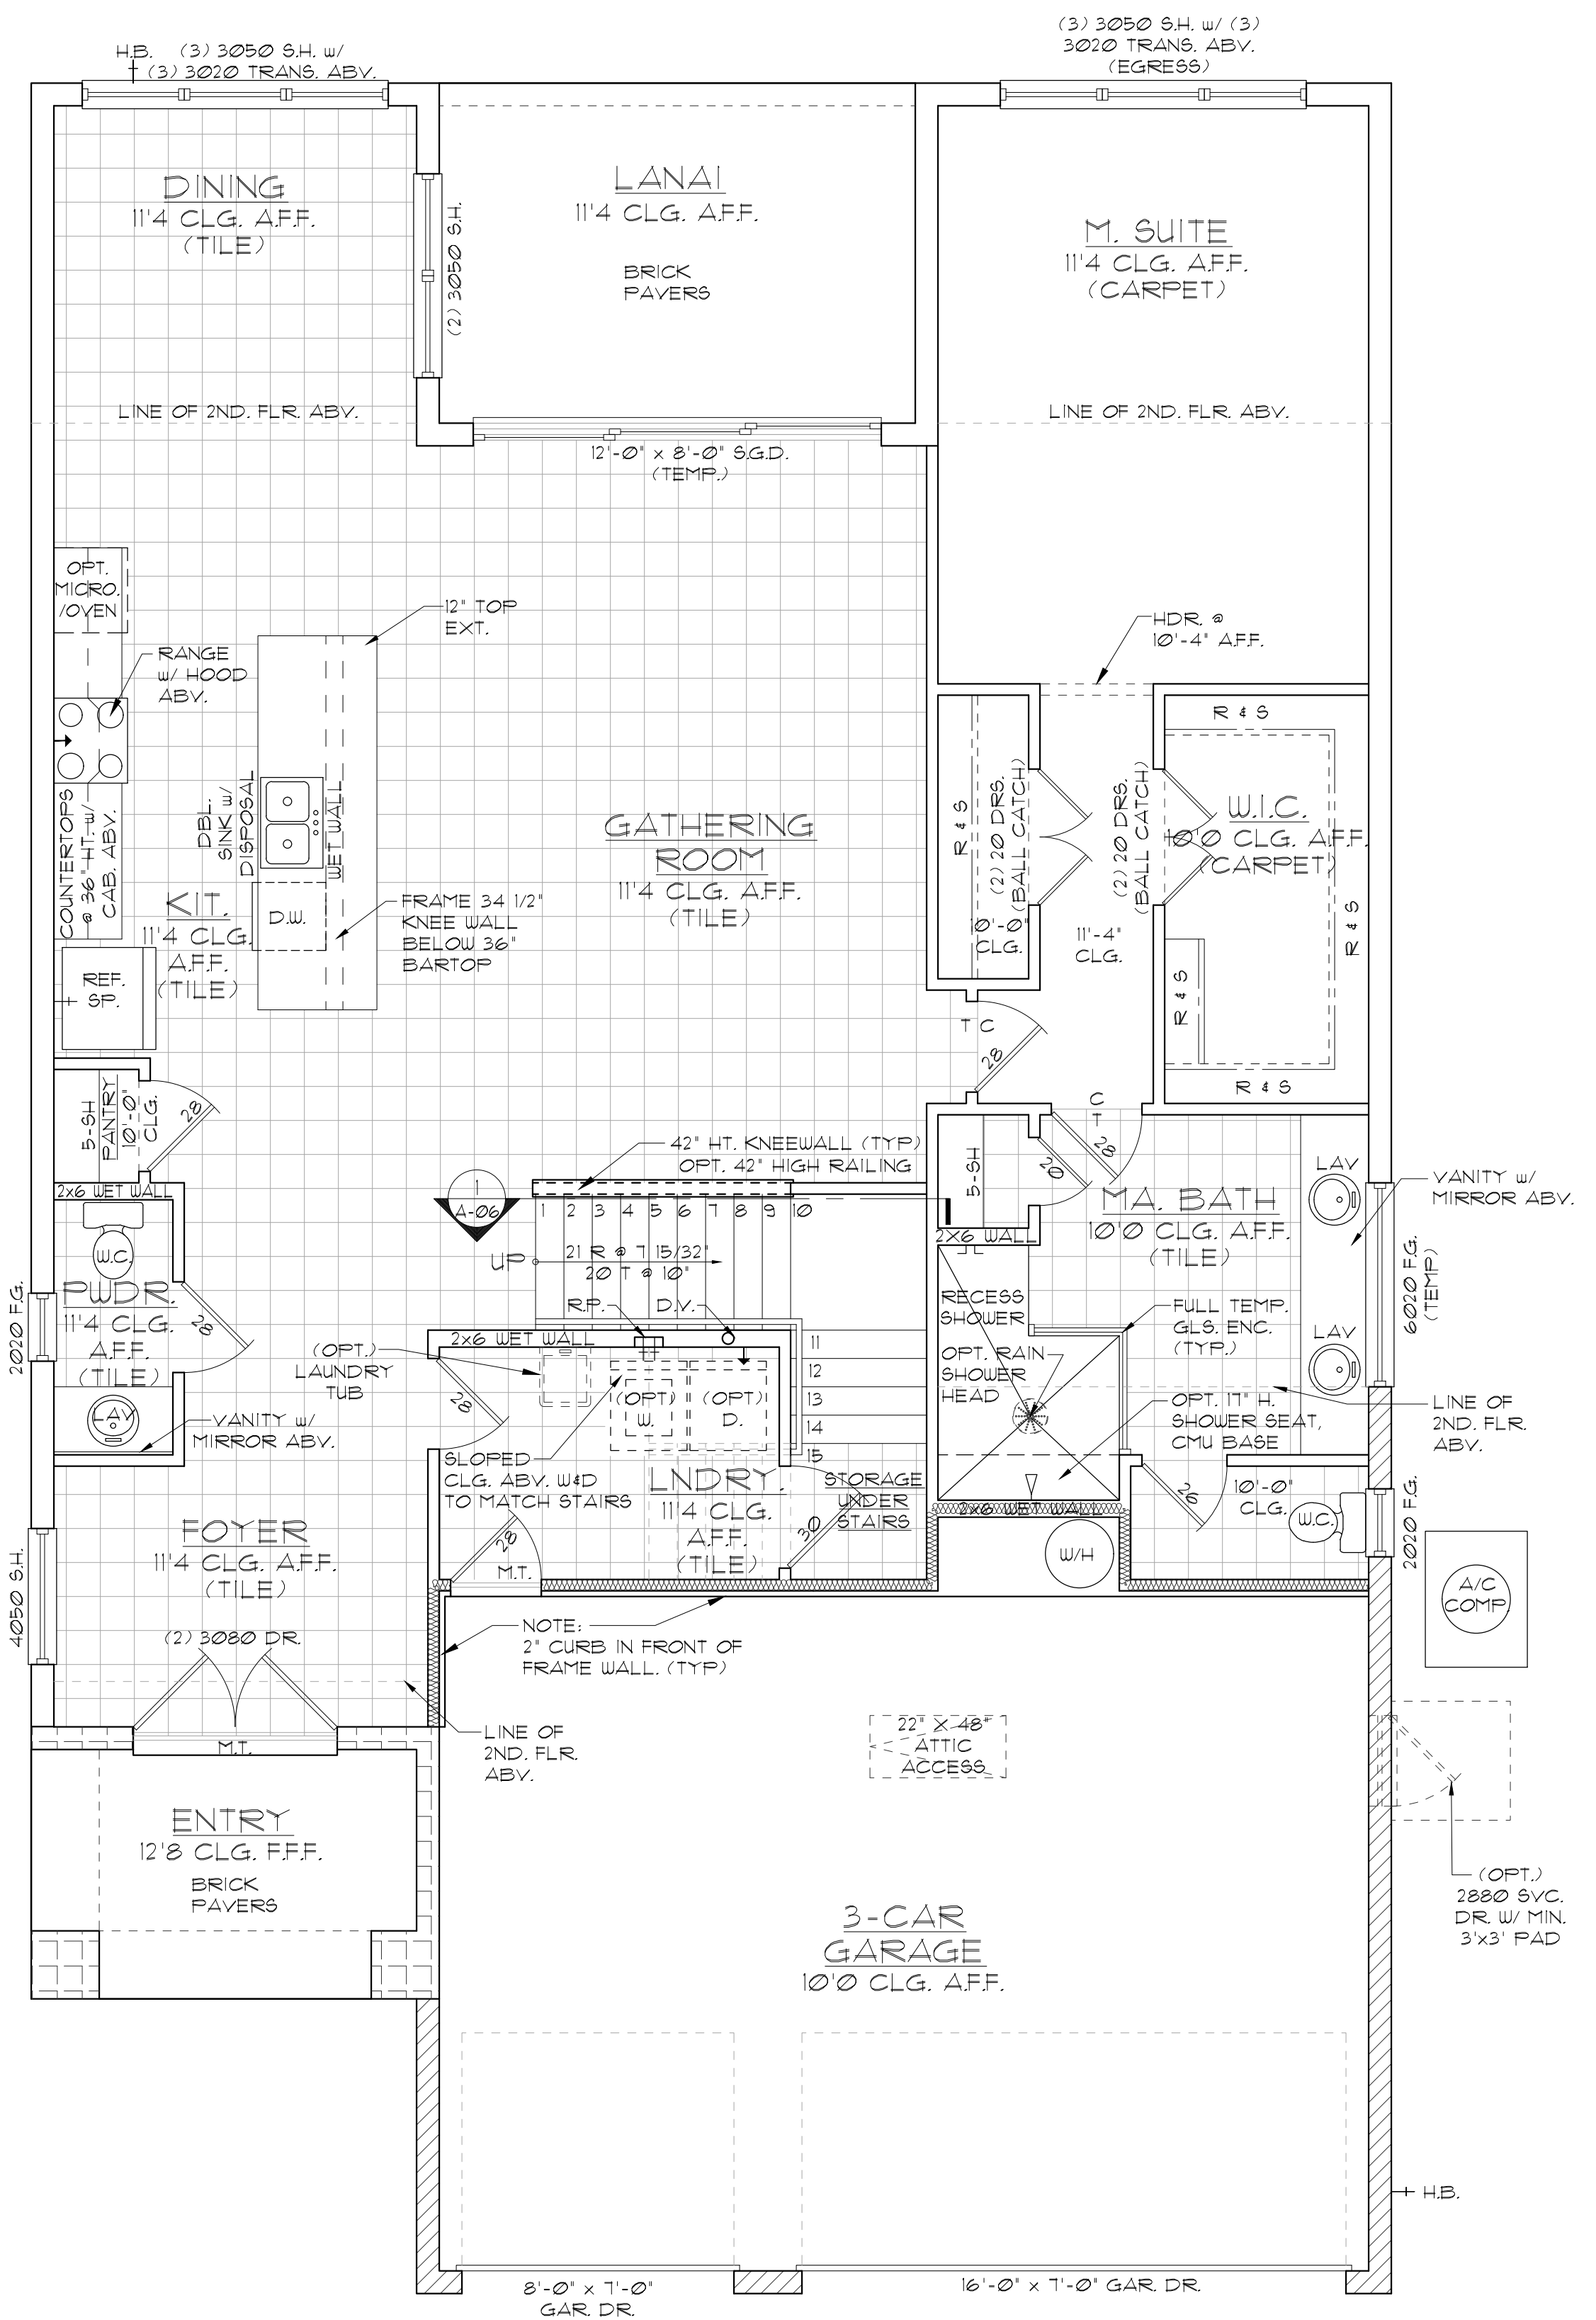 (3) 3050 S.H. w/ (3)
3020 TRANS. ABV.
(EGRESS)
H.B.
(3) 3050 S.H. w/
(3) 3020 TRANS. ABV.
DINING
11'4 CLG. A.F.F.
(TILE)
(2) 3050 S.H.
LANAI
11'4 CLG. A.F.F.
BRICK
PAVERS
M. SUITE
11'4 CLG. A.F.F.
(CARPET)
LINE OF 2ND. FLR. ABV.
LINE OF 2ND. FLR. ABV.
12'-0" x 8'-0" S.G.D.
(TEMP.)
OPT.
MICRO.
/OVEN
12" TOP
EXT.
HDR. @
10'-4" A.F.F.
RANGE
w/ HOOD
ABV.
COUNTERTOPS
@ 36" HT. w/
CAB. ABV.
DBL.
SINK w/
DISPOSAL
WET WALL
KIT.
11'4 CLG.
A.F.F.
(TILE)
D.W.
FRAME 34 1/2"
KNEE WALL
BELOW 36"
BARTOP
GATHERING
ROOM
11'4 CLG. A.F.F.
(TILE)
R & S
(2) 20 DRS.
(BALL CATCH)
10'-0"
CLG.
(2) 20 DRS.
(BALL CATCH)
11'-4"
CLG.
R & S
W.I.C.
10'0 CLG. A.F.F.
(CARPET)
R & S
R & S
R & S
REF.
SP.
T C
28
5-SH
PANTRY
10'-0"
CLG.
28
C
T
28
20
5-SH
42" HT. KNEEWALL (TYP)
OPT. 42" HIGH RAILING
1
A-06
1 2 3 4 5 6 7 8 9 10
UP
21 R @ 7 15/32"
20 T @ 10"
R.P.
D.V.
11
12
13
14
15
2x6 WET WALL
W.C.
PWDR.
11'4 CLG.
A.F.F.
(TILE)
28
2020 F.G.
LAV
VANITY w/
MIRROR ABV.
LAV
MA. BATH
10'0 CLG. A.F.F.
(TILE)
VANITY w/
MIRROR ABV.
6020 F.G.
(TEMP)
LAV
2X6 WALL
RECESS
SHOWER
OPT. RAIN
SHOWER
HEAD
FULL TEMP.
GLS. ENC.
(TYP.)
OPT. 17" H.
SHOWER SEAT,
CMU BASE
LINE OF
2ND. FLR.
ABV.
2x6 WET WALL
(OPT.)
LAUNDRY
TUB
28
(OPT)
W.
(OPT)
D.
SLOPED
CLG. ABV. W&D
TO MATCH STAIRS
LNDRY.
11'4 CLG.
A.F.F.
(TILE)
STORAGE
UNDER
STAIRS
30
28
M.T.
2x6 WET WALL
W/H
26
10'-0"
CLG.
W.C.
2020 F.G.
A/C
COMP.
FOYER
11'4 CLG. A.F.F.
(TILE)
4050 S.H.
(2) 3080 DR.
M.T.
NOTE:
2" CURB IN FRONT OF
FRAME WALL. (TYP)
LINE OF
2ND. FLR.
ABV.
22" X 48"
ATTIC
ACCESS
ENTRY
12'8 CLG. F.F.F.
BRICK
PAVERS
(OPT.)
2880 SVC.
DR. W/ MIN.
3'x3' PAD
3-CAR
GARAGE
10'0 CLG. A.F.F.
H.B.
8'-0" x 7'-0"
GAR. DR.
16'-0" x 7'-0" GAR. DR.